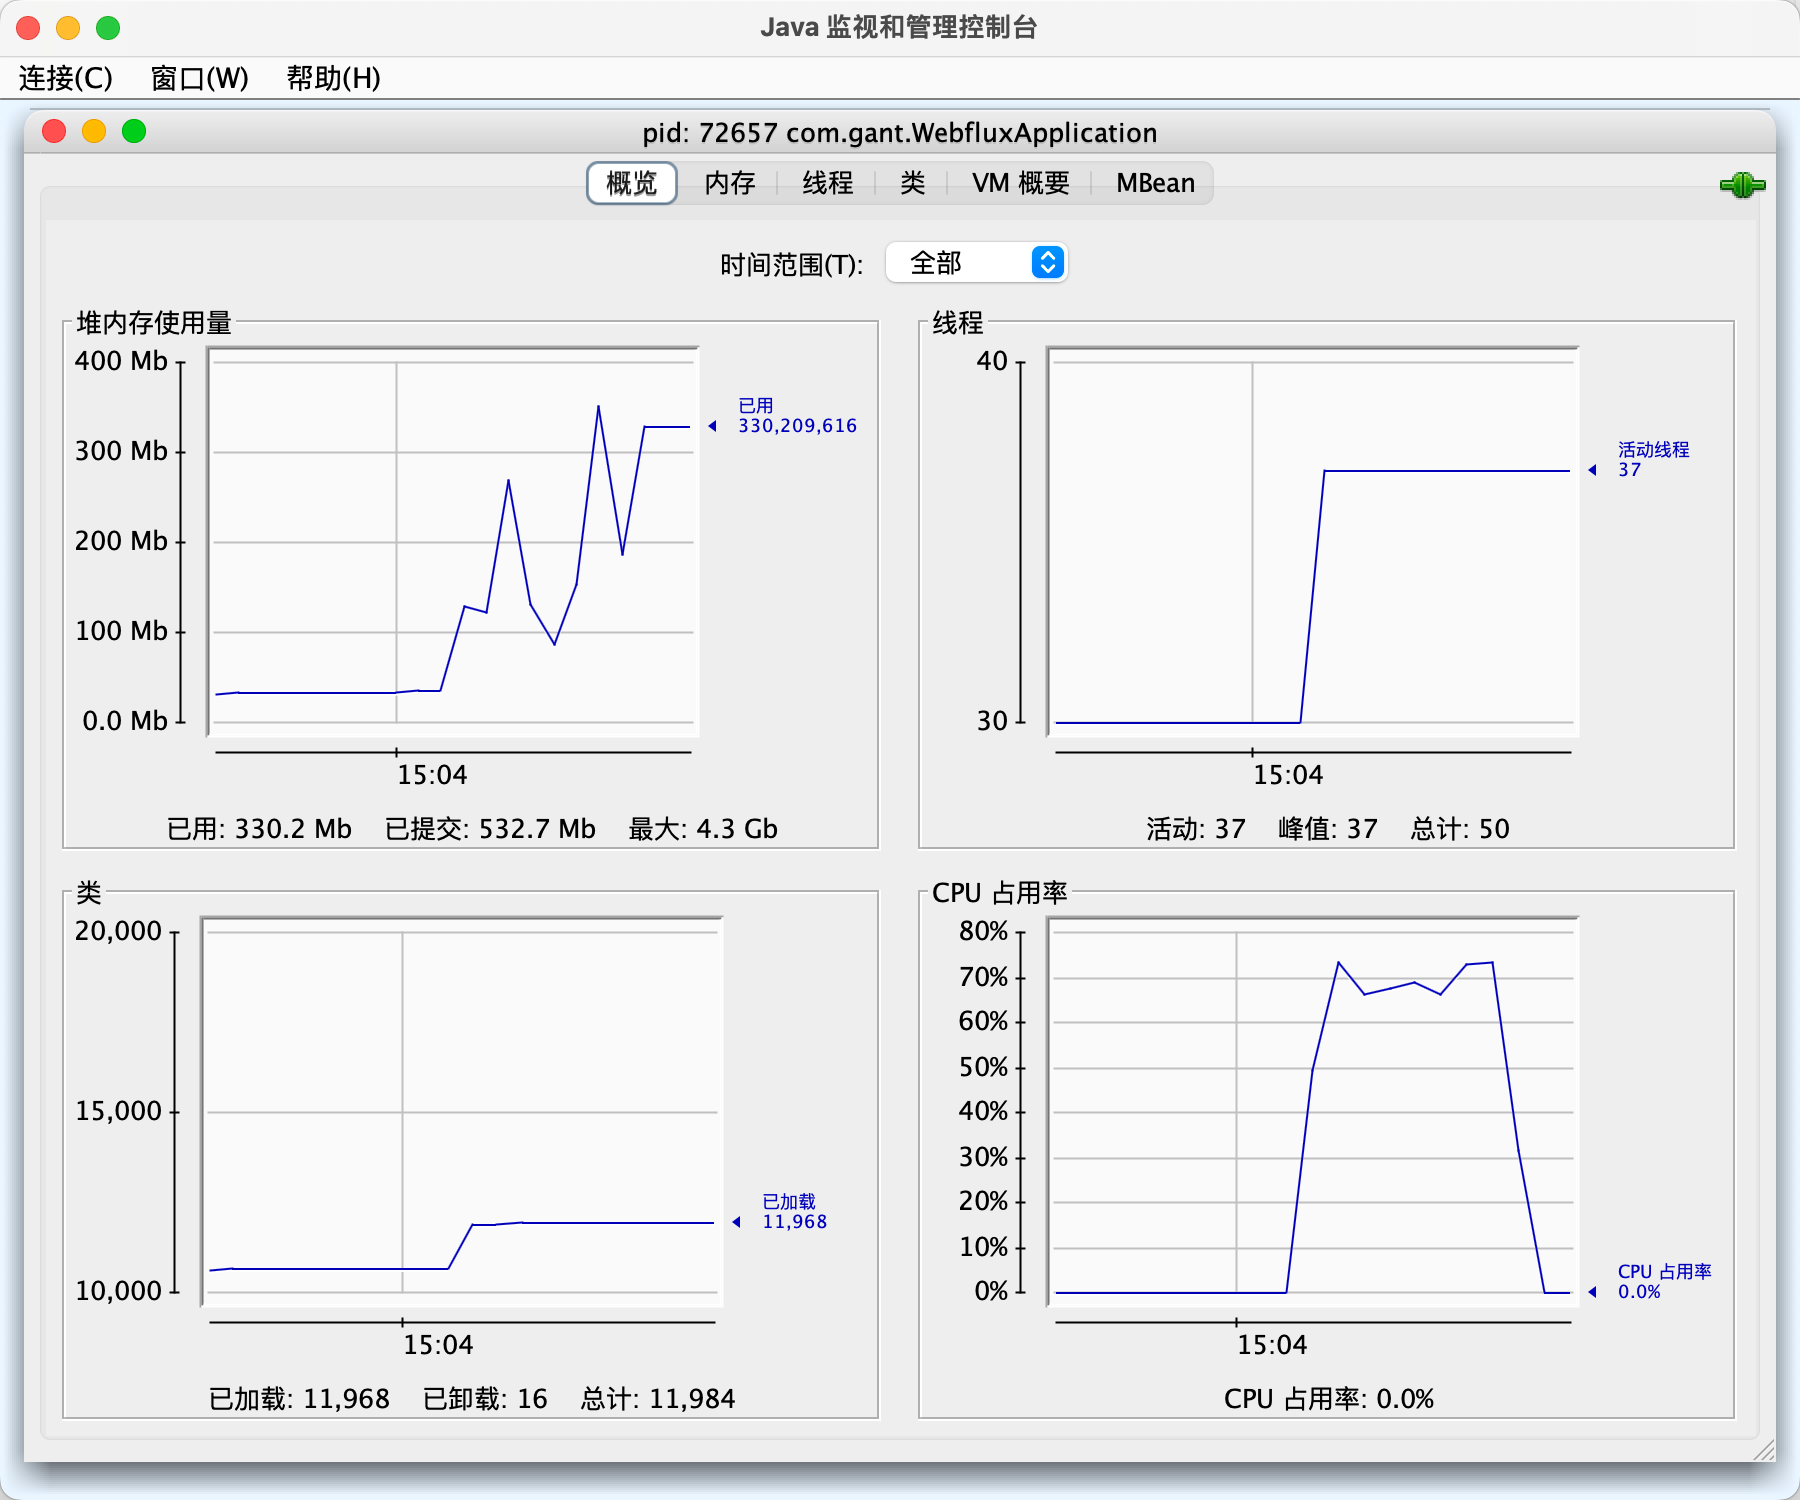 Java 监视和管理控制台
连接(C) 窗口(W) 帮助(H)
pid: 72657 com.gant.WebfluxApplication
概览 内存 线程 类 VM 概要 MBean
时间范围(T): 全部
堆内存使用量
400 Mb
300 Mb
200 Mb
100 Mb
0.0 Mb
已用
330,209,616
15:04
已用: 330.2 Mb 已提交: 532.7 Mb 最大: 4.3 Gb
线程
40
30
活动线程
37
15:04
活动: 37 峰值: 37 总计: 50
类
20,000
15,000
10,000
已加载
11,968
15:04
已加载: 11,968 已卸载: 16 总计: 11,984
CPU 占用率
80%
70%
60%
50%
40%
30%
20%
10%
0%
CPU 占用率
0.0%
15:04
CPU 占用率: 0.0%